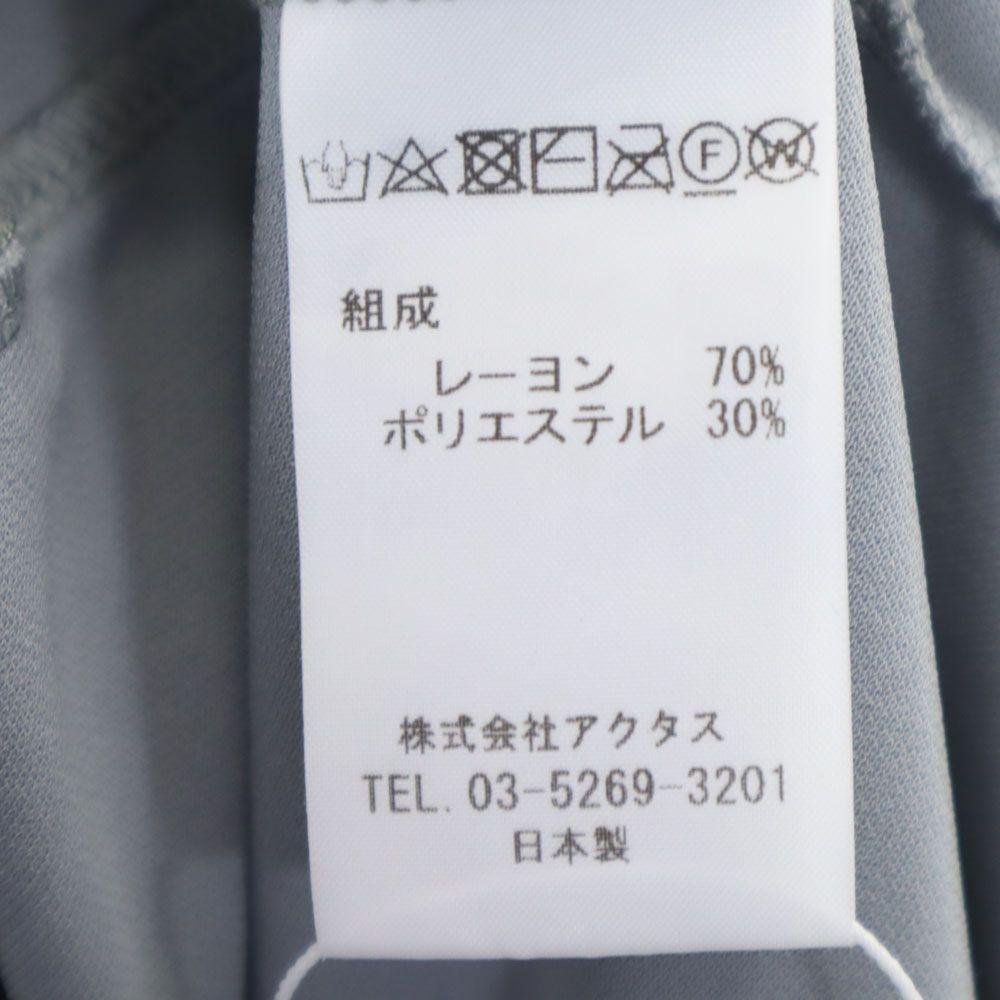 F W
組成
レーヨン 70%
ポリエステル 30%
株式会社アクタス
TEL. 03-5269-3201
日本製